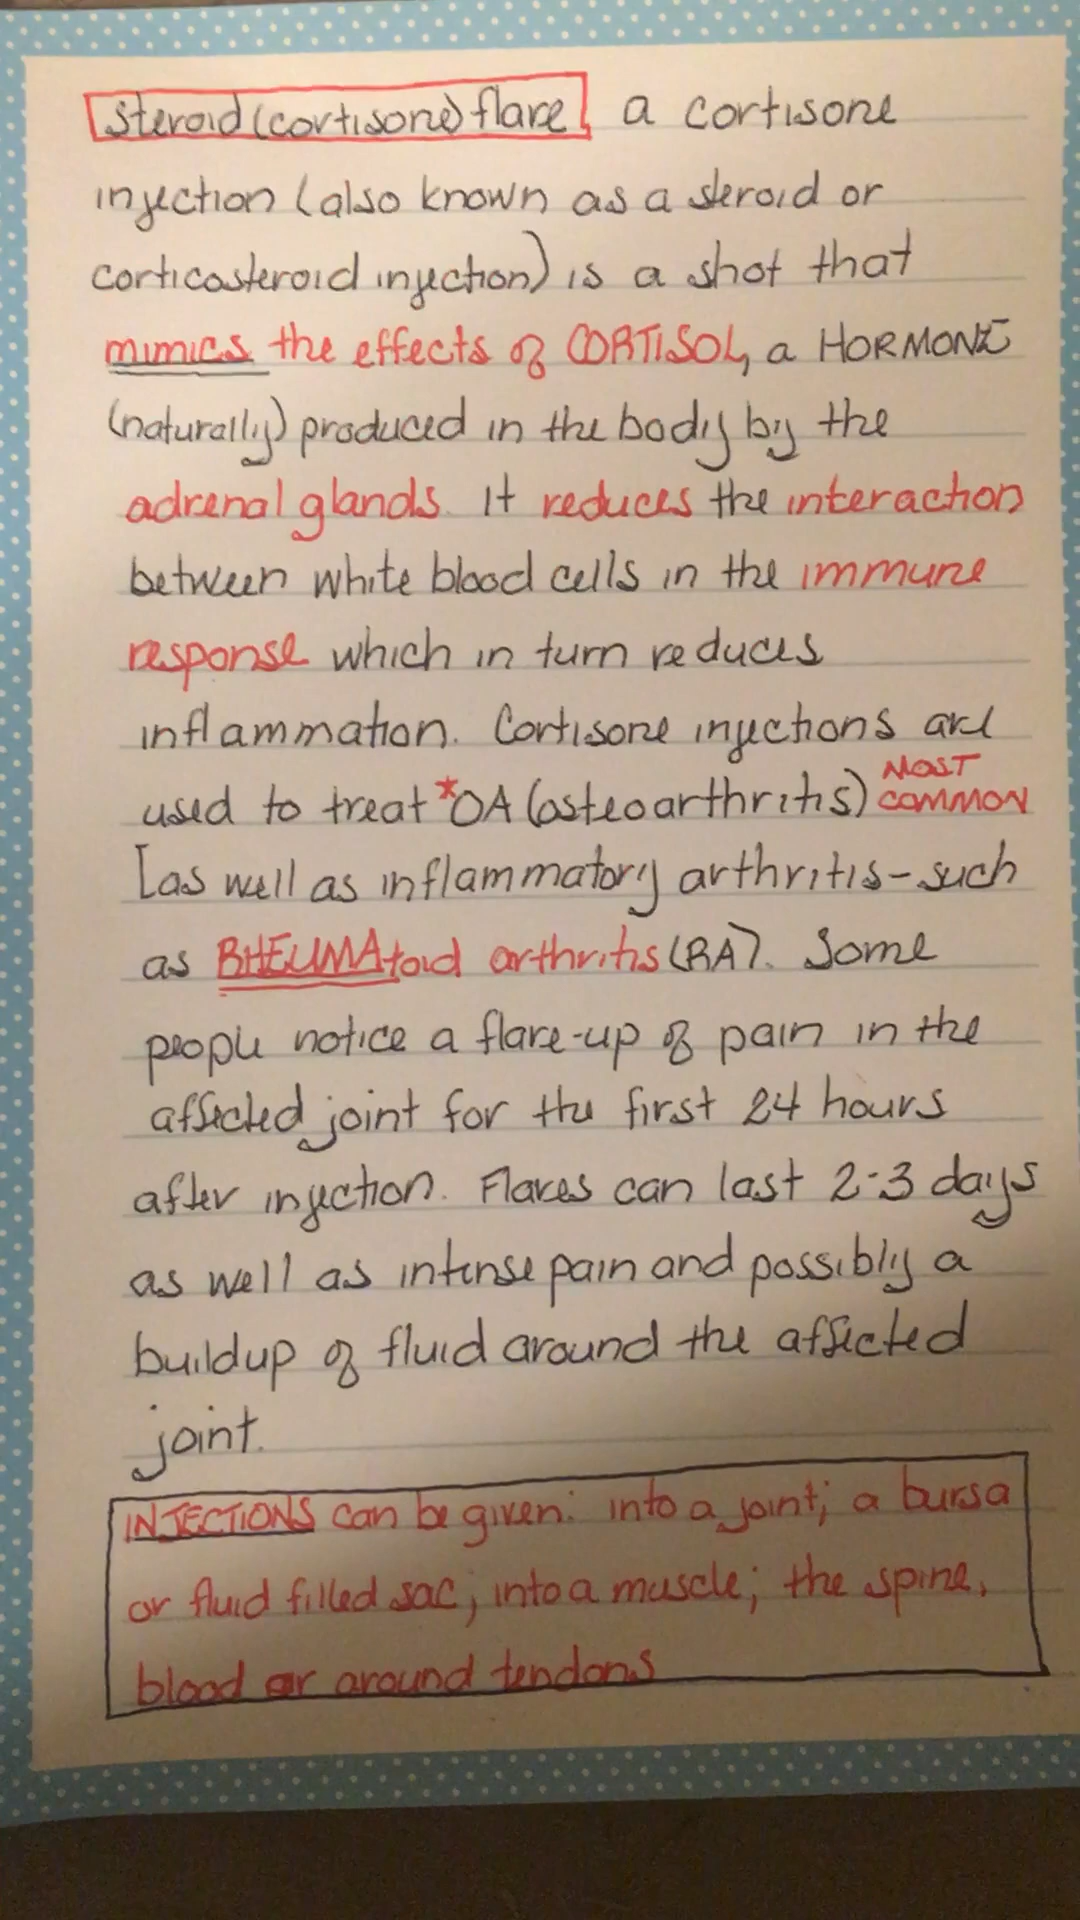 steroid (cortisone) flare, a cortisone
injection (also known as a steroid or
corticosteroid injection) is a shot that
mimics the effects of CORTISOL, a HORMONE
(naturally) produced in the body by the
adrenal glands. It reduces the interaction
between white blood cells in the immune
response which in turn reduces
inflammation. Cortisone injections are
used to treat *OA (osteoarthritis) MOST COMMON
[as well as inflammatory arthritis-such
as RHEUMAtoid arthritis (RA)]. Some
people notice a flare-up of pain in the
affected joint for the first 24 hours
after injection. Flares can last 2-3 days
as well as intense pain and possibly a
buildup of fluid around the affected
joint.
INJECTIONS can be given: into a joint; a bursa
or fluid filled sac; into a muscle; the spine,
blood or around tendons